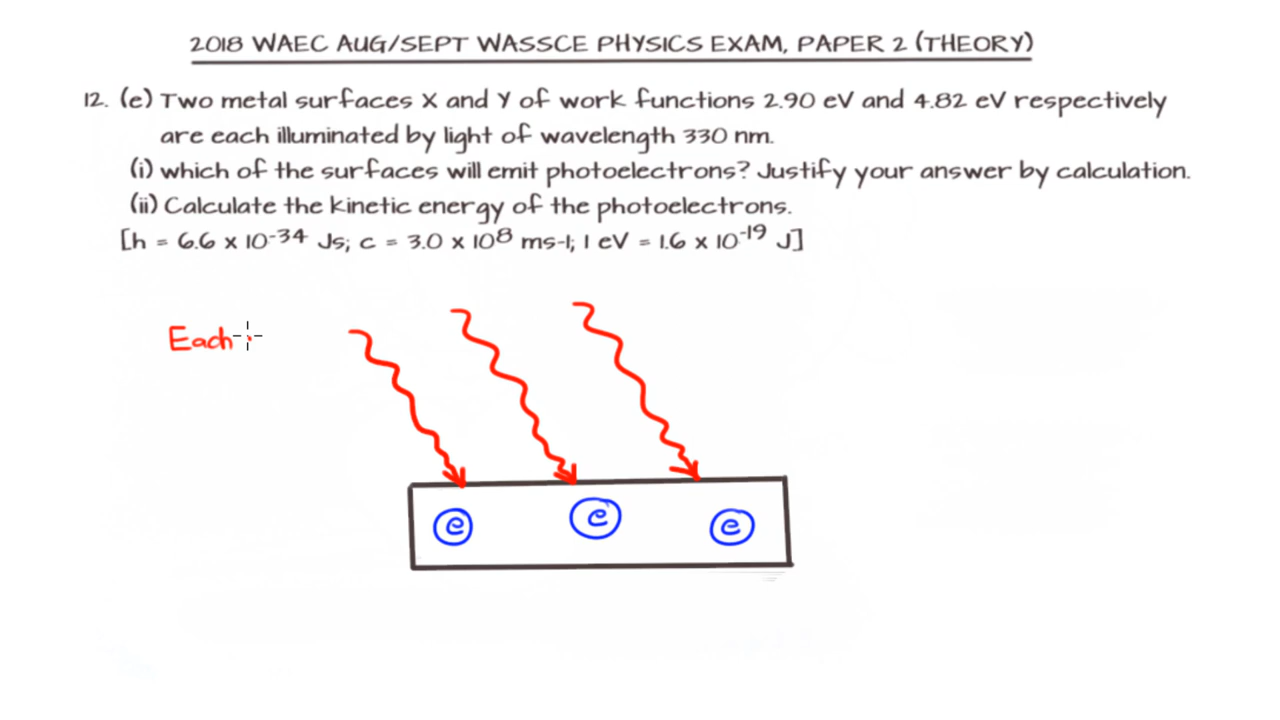 2018 WAEC AUG/SEPT WASSCE PHYSICS EXAM, PAPER 2 (THEORY)
12. (e) Two metal surfaces X and Y of work functions 2.90 eV and 4.82 eV respectively
are each illuminated by light of wavelength 330 nm.
(i) which of the surfaces will emit photoelectrons? Justify your answer by calculation.
(ii) Calculate the kinetic energy of the photoelectrons.
[h = 6.6 x 10⁻³⁴ Js; c = 3.0 x 10⁸ ms-1; 1 eV = 1.6 x 10⁻¹⁹ J]
Each
e e e